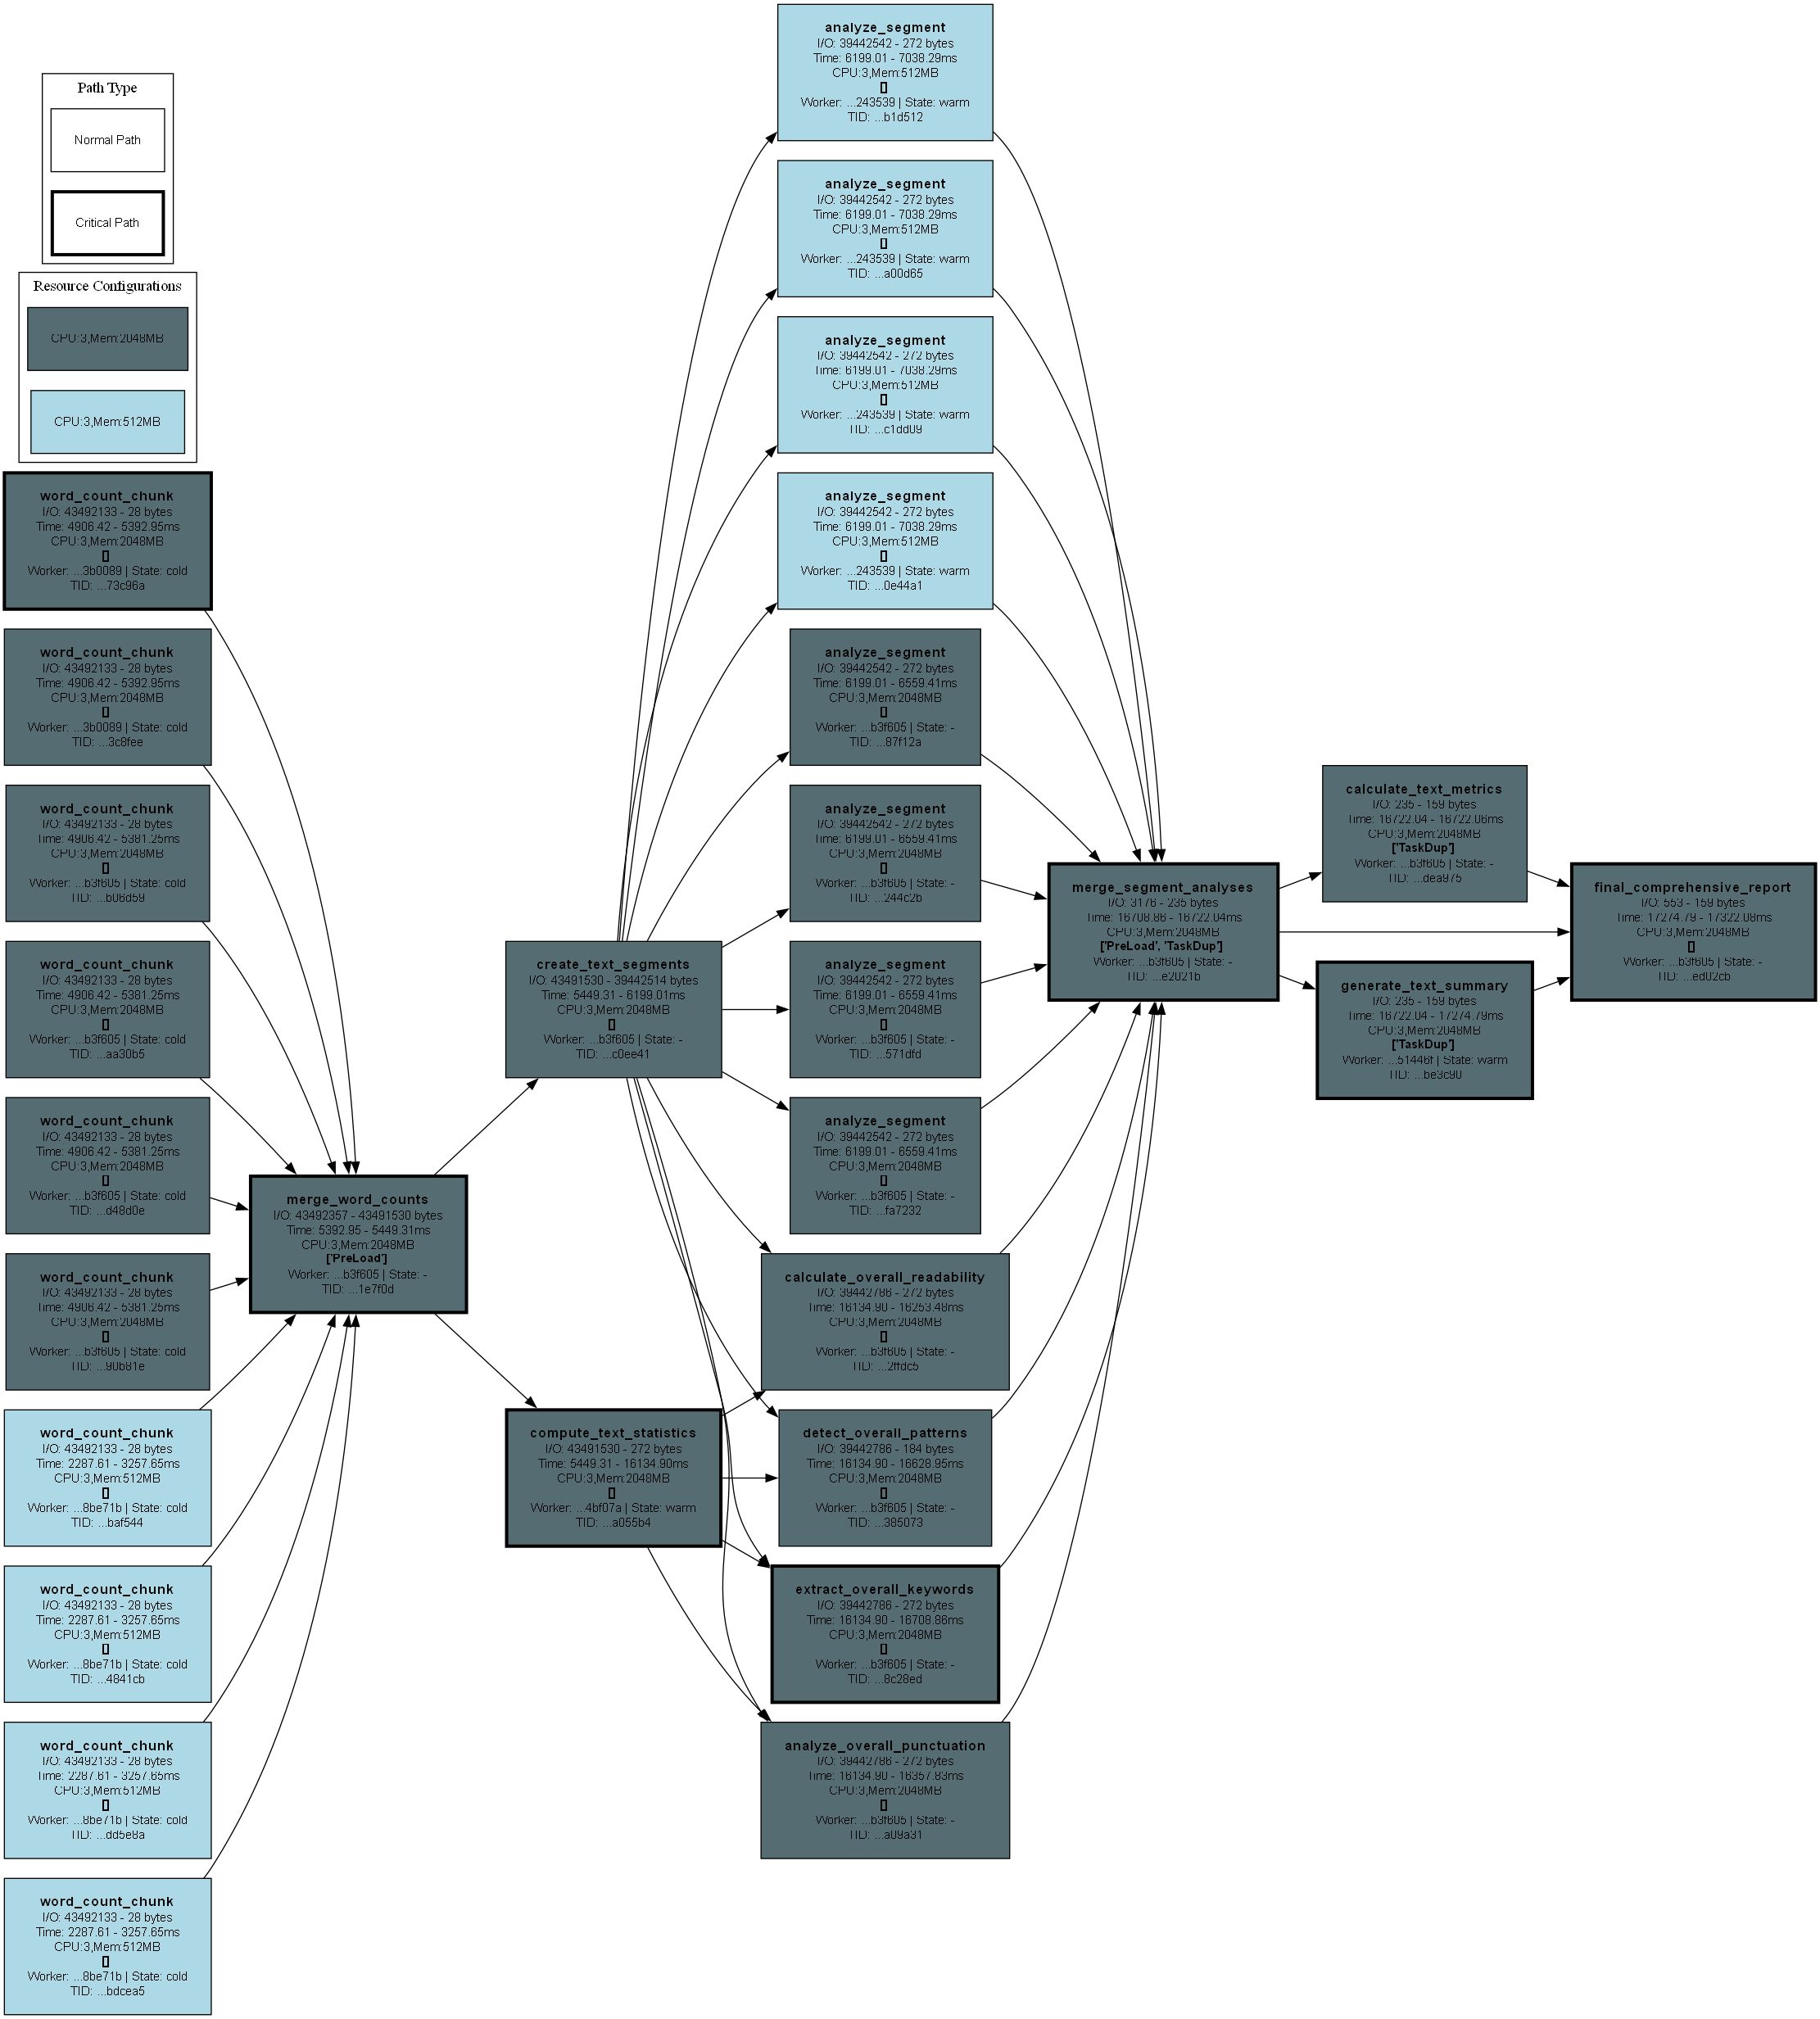 Path Type
Normal Path
Critical Path
Resource Configurations
CPU:3,Mem:2048MB
CPU:3,Mem:512MB
word_count_chunk
I/O: 43492133 - 28 bytes
Time: 4906.42 - 5392.95ms
CPU:3,Mem:2048MB
[]
Worker: ...3b0089 | State: cold
TID: ...73c96a
word_count_chunk
I/O: 43492133 - 28 bytes
Time: 4906.42 - 5392.95ms
CPU:3,Mem:2048MB
[]
Worker: ...3b0089 | State: cold
TID: ...3c8fee
word_count_chunk
I/O: 43492133 - 28 bytes
Time: 4906.42 - 5381.25ms
CPU:3,Mem:2048MB
[]
Worker: ...b3f605 | State: cold
TID: ...b06d59
word_count_chunk
I/O: 43492133 - 28 bytes
Time: 4906.42 - 5381.25ms
CPU:3,Mem:2048MB
[]
Worker: ...b3f605 | State: cold
TID: ...aa30b5
word_count_chunk
I/O: 43492133 - 28 bytes
Time: 4906.42 - 5381.25ms
CPU:3,Mem:2048MB
[]
Worker: ...b3f605 | State: cold
TID: ...d48d0e
word_count_chunk
I/O: 43492133 - 28 bytes
Time: 4906.42 - 5381.25ms
CPU:3,Mem:2048MB
[]
Worker: ...b3f605 | State: cold
TID: ...90b81e
word_count_chunk
I/O: 43492133 - 28 bytes
Time: 2287.61 - 3257.65ms
CPU:3,Mem:512MB
[]
Worker: ...8be71b | State: cold
TID: ...baf544
word_count_chunk
I/O: 43492133 - 28 bytes
Time: 2287.61 - 3257.65ms
CPU:3,Mem:512MB
[]
Worker: ...8be71b | State: cold
TID: ...4841cb
word_count_chunk
I/O: 43492133 - 28 bytes
Time: 2287.61 - 3257.65ms
CPU:3,Mem:512MB
[]
Worker: ...8be71b | State: cold
TID: ...dd5e8a
word_count_chunk
I/O: 43492133 - 28 bytes
Time: 2287.61 - 3257.65ms
CPU:3,Mem:512MB
[]
Worker: ...8be71b | State: cold
TID: ...bdcea5
merge_word_counts
I/O: 43492357 - 43491530 bytes
Time: 5392.95 - 5449.31ms
CPU:3,Mem:2048MB
['PreLoad']
Worker: ...b3f605 | State: -
TID: ...1e7f0d
create_text_segments
I/O: 43491530 - 39442514 bytes
Time: 5449.31 - 6199.01ms
CPU:3,Mem:2048MB
[]
Worker: ...b3f605 | State: -
TID: ...c0ee41
compute_text_statistics
I/O: 43491530 - 272 bytes
Time: 5449.31 - 16134.90ms
CPU:3,Mem:2048MB
[]
Worker: ...4bf07a | State: warm
TID: ...a055b4
analyze_segment
I/O: 39442542 - 272 bytes
Time: 6199.01 - 7038.29ms
CPU:3,Mem:512MB
[]
Worker: ...243539 | State: warm
TID: ...b1d512
analyze_segment
I/O: 39442542 - 272 bytes
Time: 6199.01 - 7038.29ms
CPU:3,Mem:512MB
[]
Worker: ...243539 | State: warm
TID: ...a00d65
analyze_segment
I/O: 39442542 - 272 bytes
Time: 6199.01 - 7038.29ms
CPU:3,Mem:512MB
[]
Worker: ...243539 | State: warm
TID: ...c1dd09
analyze_segment
I/O: 39442542 - 272 bytes
Time: 6199.01 - 7038.29ms
CPU:3,Mem:512MB
[]
Worker: ...243539 | State: warm
TID: ...0e44a1
analyze_segment
I/O: 39442542 - 272 bytes
Time: 6199.01 - 6559.41ms
CPU:3,Mem:2048MB
[]
Worker: ...b3f605 | State: -
TID: ...87f12a
analyze_segment
I/O: 39442542 - 272 bytes
Time: 6199.01 - 6559.41ms
CPU:3,Mem:2048MB
[]
Worker: ...b3f605 | State: -
TID: ...244c2b
analyze_segment
I/O: 39442542 - 272 bytes
Time: 6199.01 - 6559.41ms
CPU:3,Mem:2048MB
[]
Worker: ...b3f605 | State: -
TID: ...571dfd
analyze_segment
I/O: 39442542 - 272 bytes
Time: 6199.01 - 6559.41ms
CPU:3,Mem:2048MB
[]
Worker: ...b3f605 | State: -
TID: ...fa7232
calculate_overall_readability
I/O: 39442786 - 272 bytes
Time: 16134.90 - 16253.48ms
CPU:3,Mem:2048MB
[]
Worker: ...b3f605 | State: -
TID: ...2ffdc5
detect_overall_patterns
I/O: 39442786 - 184 bytes
Time: 16134.90 - 16628.95ms
CPU:3,Mem:2048MB
[]
Worker: ...b3f605 | State: -
TID: ...385073
extract_overall_keywords
I/O: 39442786 - 272 bytes
Time: 16134.90 - 16708.86ms
CPU:3,Mem:2048MB
[]
Worker: ...b3f605 | State: -
TID: ...8c28ed
analyze_overall_punctuation
I/O: 39442786 - 272 bytes
Time: 16134.90 - 16357.83ms
CPU:3,Mem:2048MB
[]
Worker: ...b3f605 | State: -
TID: ...a09a31
merge_segment_analyses
I/O: 3176 - 235 bytes
Time: 16708.86 - 16722.04ms
CPU:3,Mem:2048MB
['PreLoad', 'TaskDup']
Worker: ...b3f605 | State: -
TID: ...e2021b
calculate_text_metrics
I/O: 235 - 159 bytes
Time: 16722.04 - 16722.06ms
CPU:3,Mem:2048MB
['TaskDup']
Worker: ...b3f605 | State: -
TID: ...dea975
generate_text_summary
I/O: 235 - 159 bytes
Time: 16722.04 - 17274.79ms
CPU:3,Mem:2048MB
['TaskDup']
Worker: ...51446f | State: warm
TID: ...be3c90
final_comprehensive_report
I/O: 553 - 159 bytes
Time: 17274.79 - 17322.08ms
CPU:3,Mem:2048MB
[]
Worker: ...b3f605 | State: -
TID: ...ed02cb